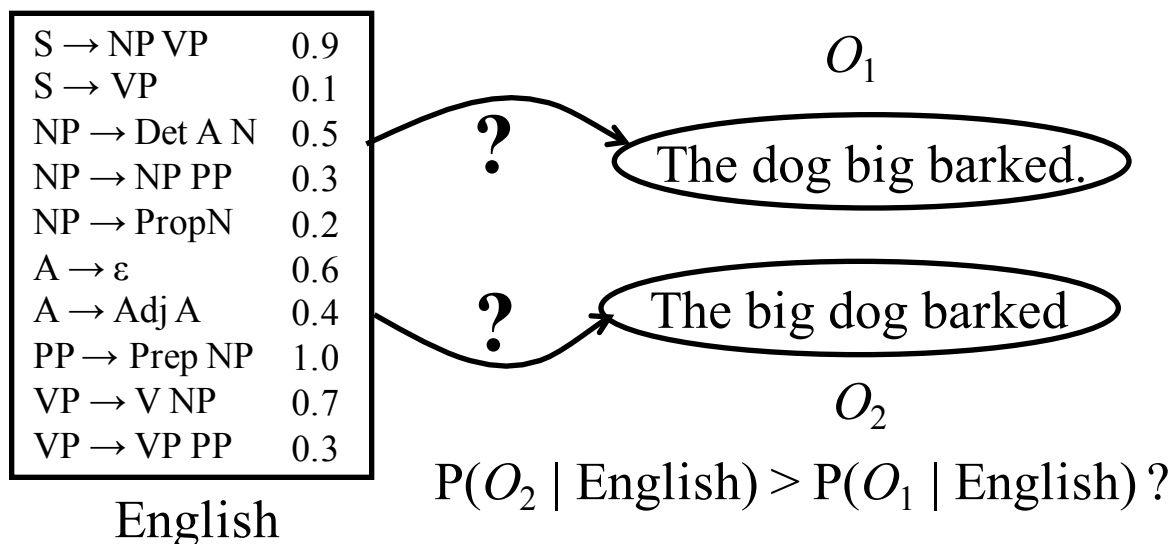 S → NP VP 0.9
S → VP 0.1
NP → Det A N 0.5
NP → NP PP 0.3
NP → PropN 0.2
A → ε 0.6
A → Adj A 0.4
PP → Prep NP 1.0
VP → V NP 0.7
VP → VP PP 0.3
English
?
?
O₁
The dog big barked.
The big dog barked
O₂
P(O₂ | English) > P(O₁ | English) ?